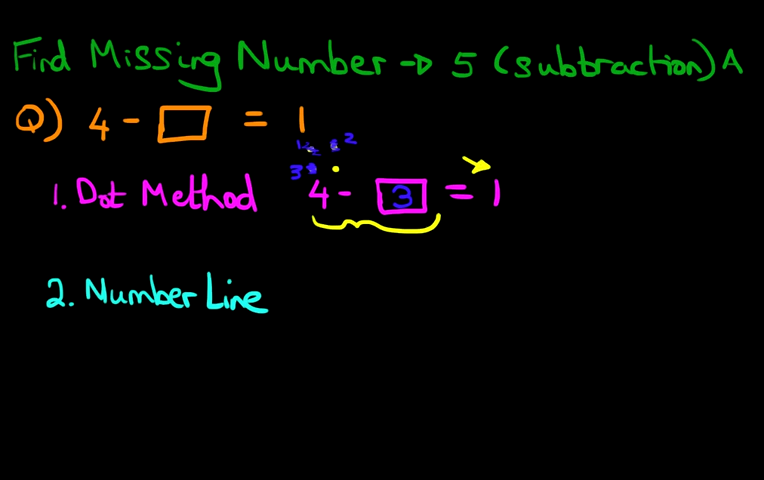 Find Missing Number → 5 (subtraction) A
Q) 4 - □ = 1
1. Dot Method 4 - 3 = 1
2. Number Line